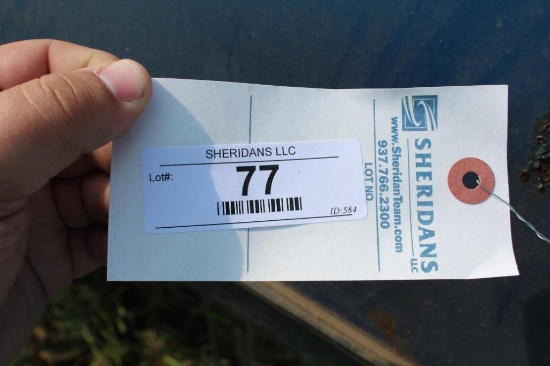 SHERIDANS LLC
Lot#:
77
ID:584
SHERIDANS LLC
www.SheridanTeam.com
937.766.2300
LOT NO.